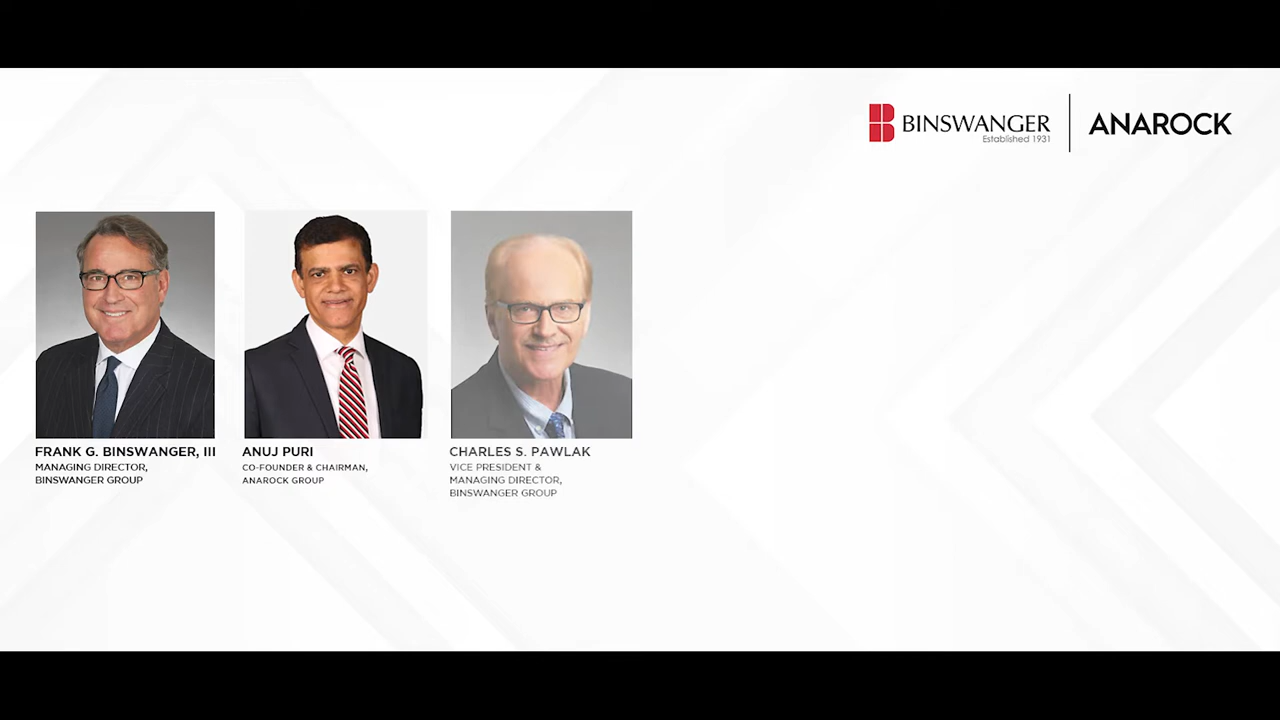 BINSWANGER
Established 1931
ANAROCK
FRANK G. BINSWANGER, III
MANAGING DIRECTOR,
BINSWANGER GROUP
ANUJ PURI
CO-FOUNDER & CHAIRMAN,
ANAROCK GROUP
CHARLES S. PAWLAK
VICE PRESIDENT &
MANAGING DIRECTOR,
BINSWANGER GROUP